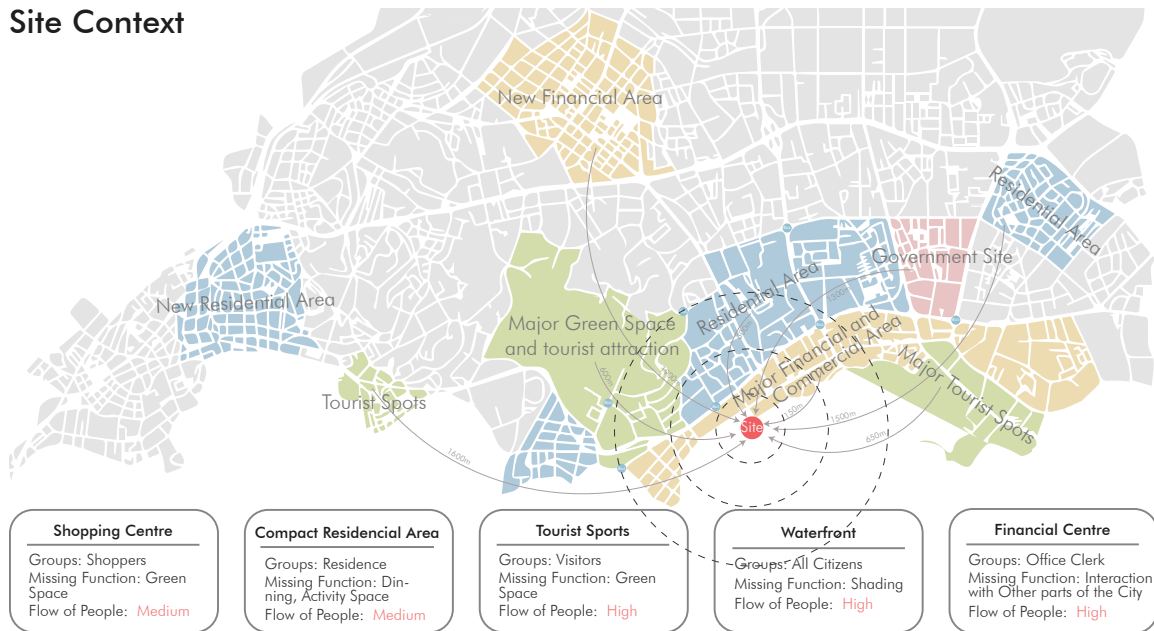 Site Context
New Financial Area
Residential Area
Government Site
New Residential Area
Residential Area
Major Green Space
and tourist attraction
Major Financial and
Commercial Area
Major Tourist Spots
Tourist Spots
Site
1300m
600m
150m
1500m
650m
1600m
Shopping Centre
Groups: Shoppers
Missing Function: Green
Space
Flow of People: Medium
Compact Residencial Area
Groups: Residence
Missing Function: Din-
ning, Activity Space
Flow of People: Medium
Tourist Sports
Groups: Visitors
Missing Function: Green
Space
Flow of People: High
Waterfront
Groups: All Citizens
Missing Function: Shading
Flow of People: High
Financial Centre
Groups: Office Clerk
Missing Function: Interaction
with Other parts of the City
Flow of People: High